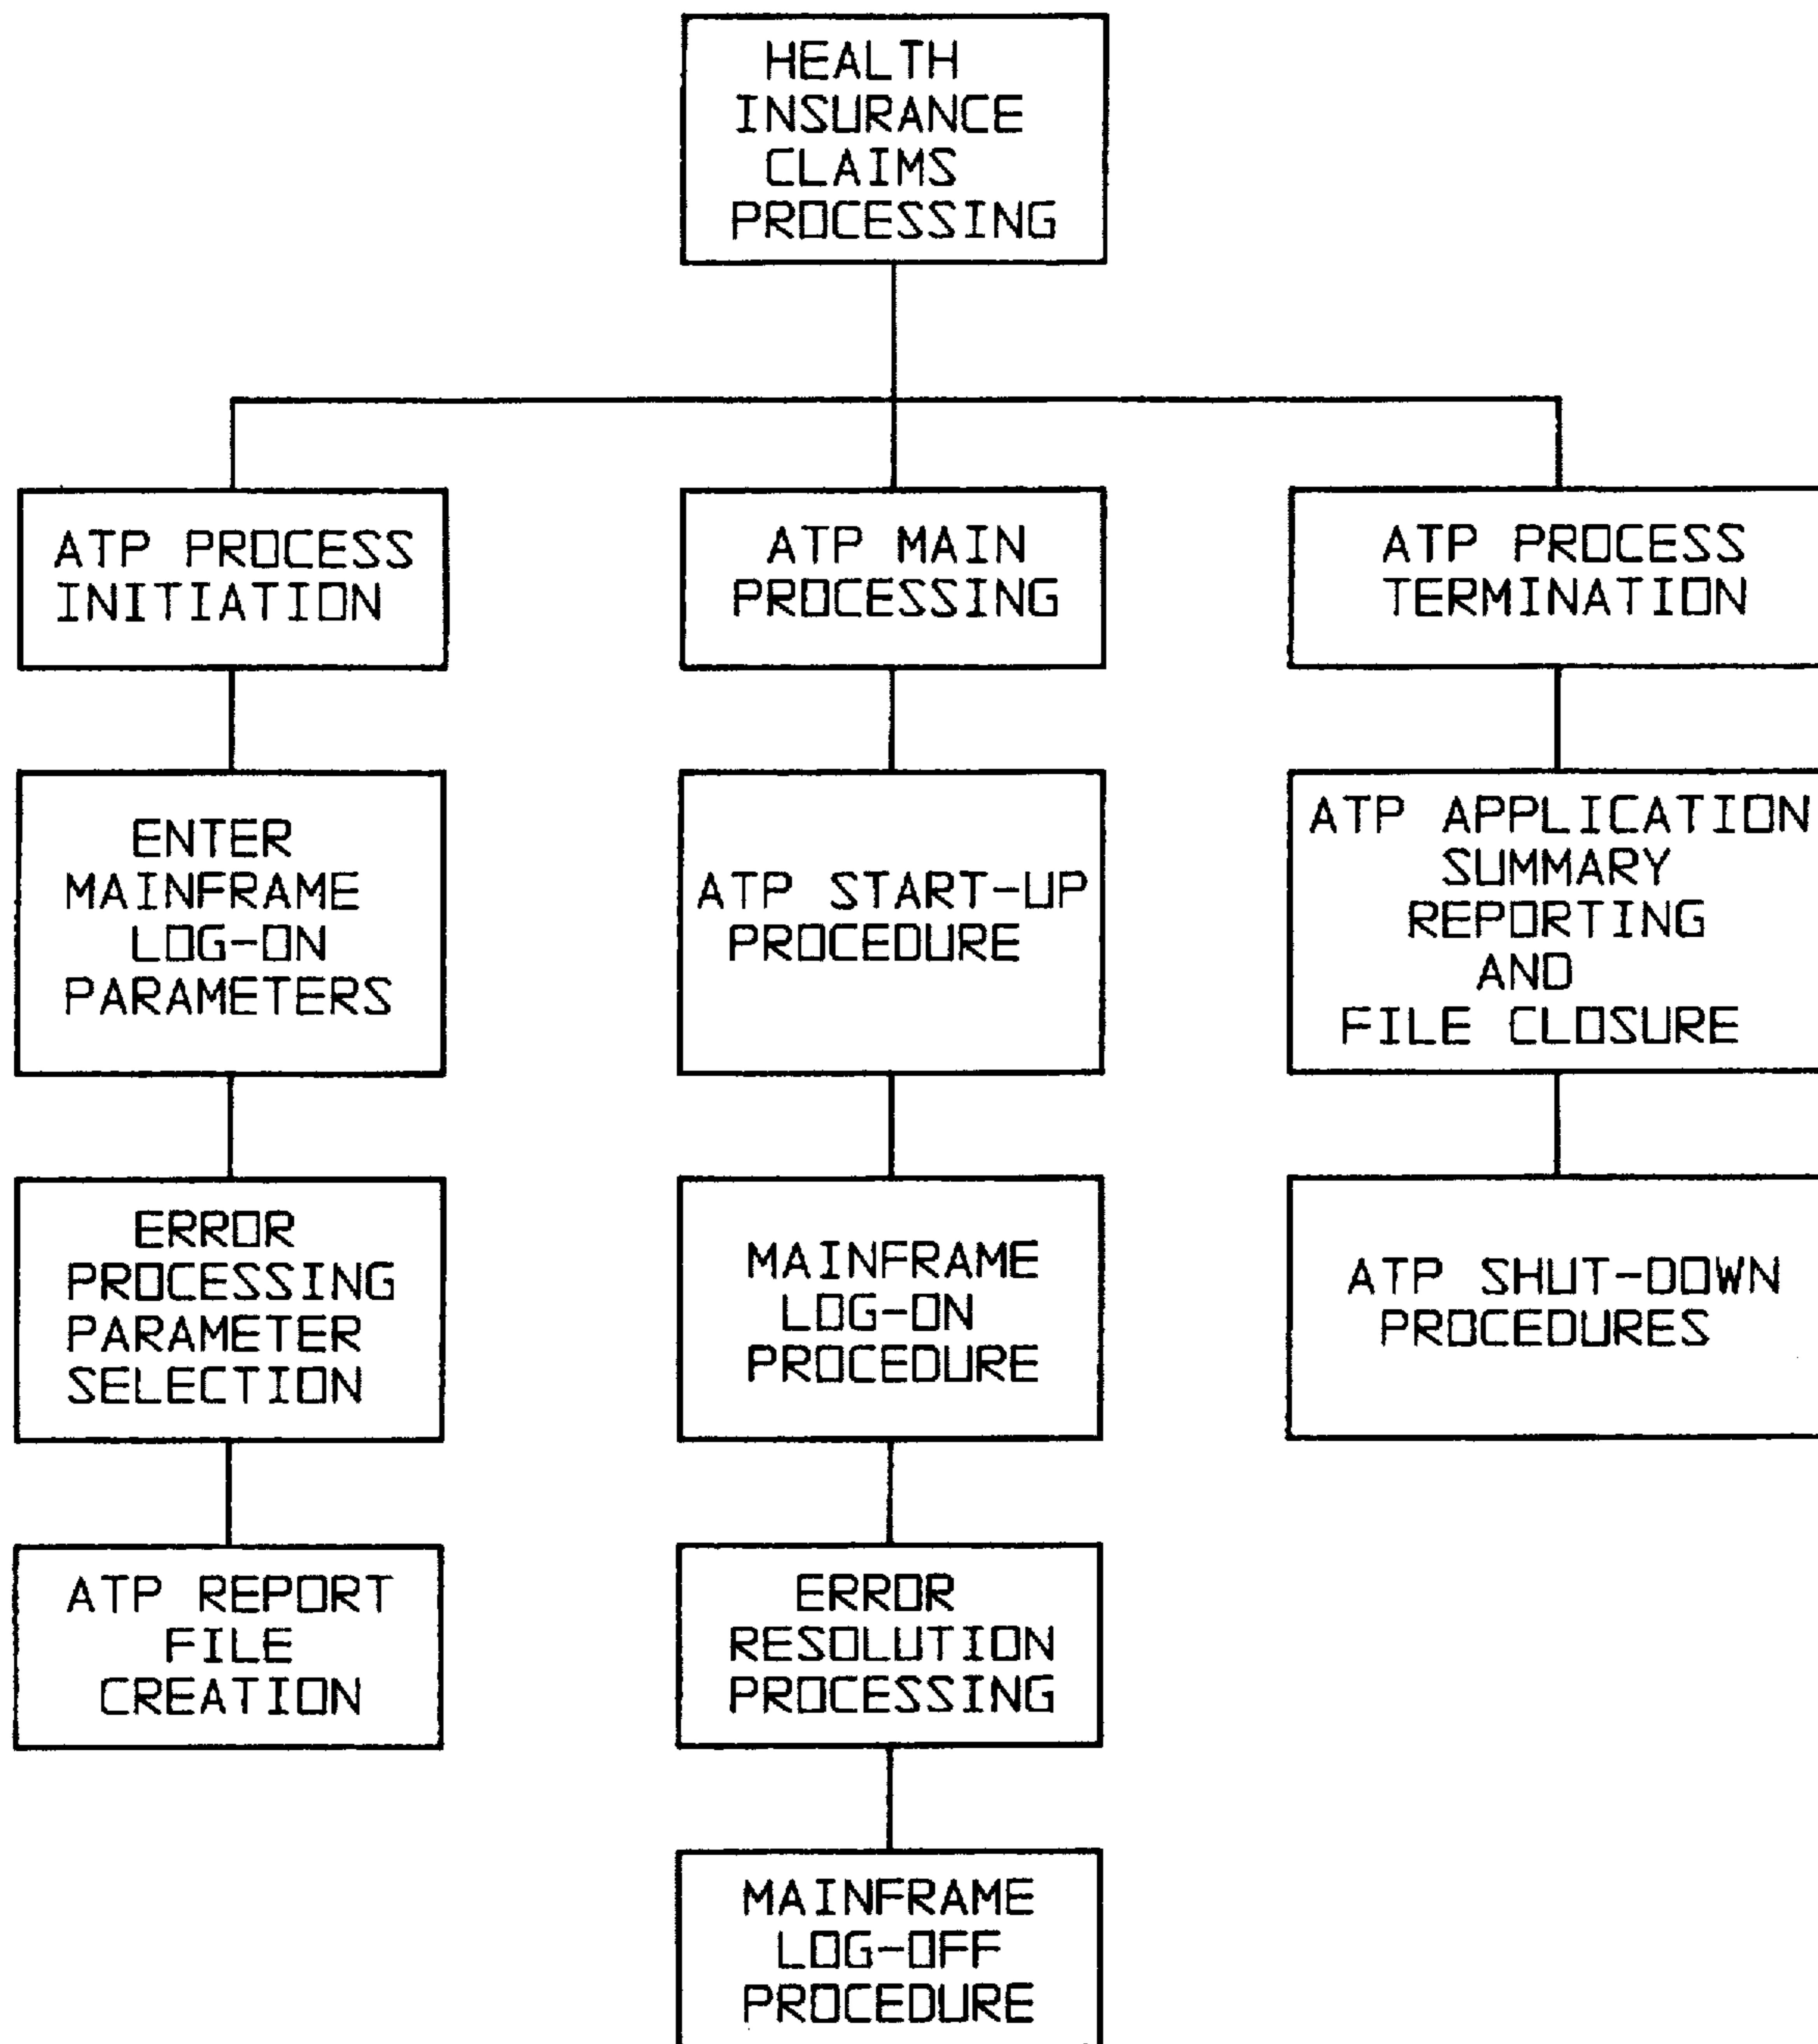 HEALTH
INSURANCE
CLAIMS
PROCESSING
ATP PROCESS
INITIATION
ATP MAIN
PROCESSING
ATP PROCESS
TERMINATION
ENTER
MAINFRAME
LOG-ON
PARAMETERS
ATP START-UP
PROCEDURE
ATP APPLICATION
SUMMARY
REPORTING
AND
FILE CLOSURE
ERROR
PROCESSING
PARAMETER
SELECTION
MAINFRAME
LOG-ON
PROCEDURE
ATP SHUT-DOWN
PROCEDURES
ATP REPORT
FILE
CREATION
ERROR
RESOLUTION
PROCESSING
MAINFRAME
LOG-OFF
PROCEDURE